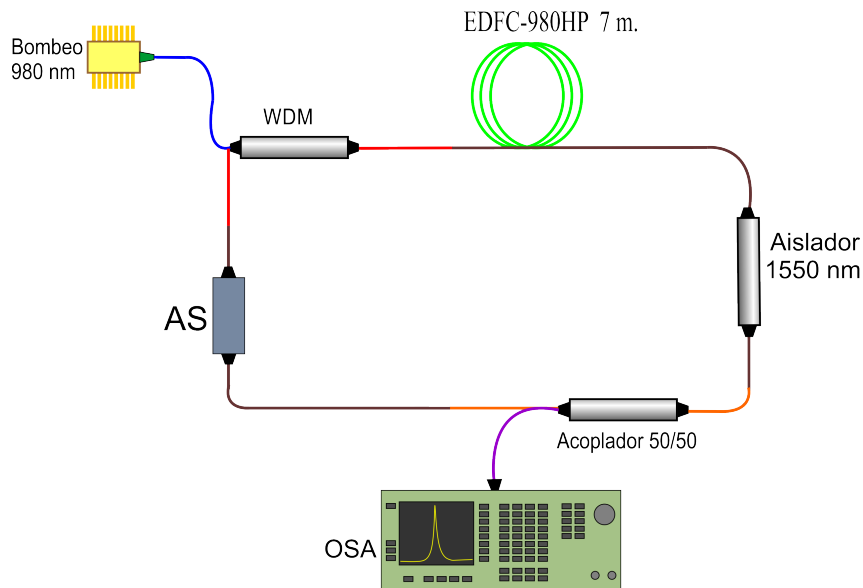 EDFC-980HP 7 m.
Bombeo
980 nm
WDM
Aislador
1550 nm
AS
Acoplador 50/50
OSA